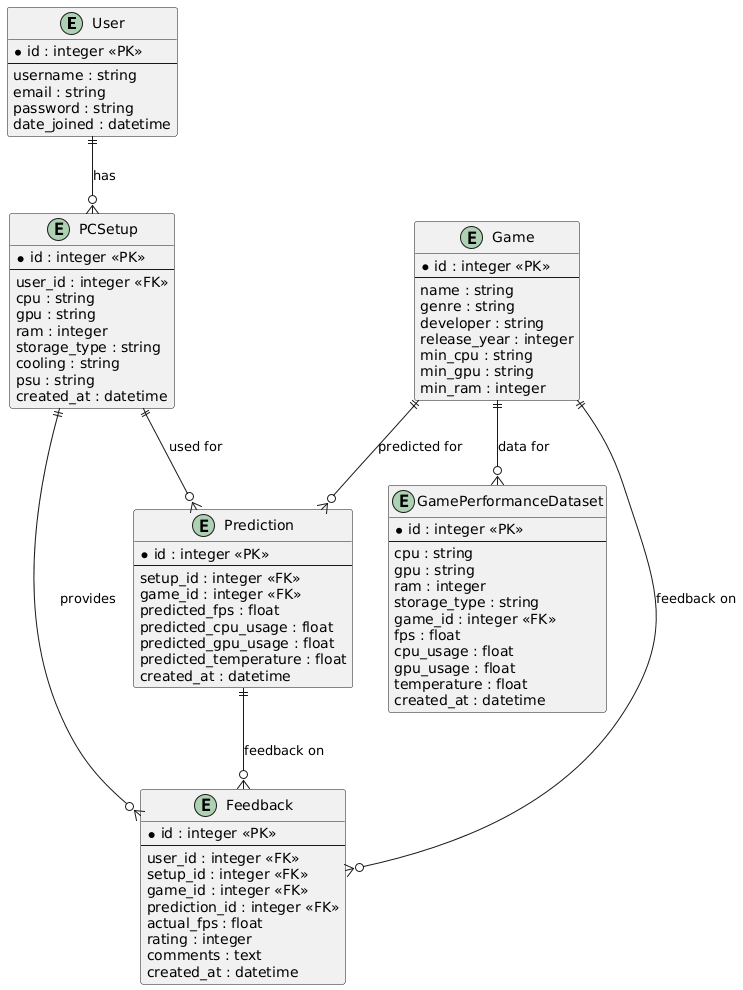 E User
* id : integer «PK»
username : string
email : string
password : string
date_joined : datetime
has
E PCSetup
* id : integer «PK»
user_id : integer «FK»
cpu : string
gpu : string
ram : integer
storage_type : string
cooling : string
psu : string
created_at : datetime
E Game
* id : integer «PK»
name : string
genre : string
developer : string
release_year : integer
min_cpu : string
min_gpu : string
min_ram : integer
used for
predicted for
data for
E Prediction
* id : integer «PK»
setup_id : integer «FK»
game_id : integer «FK»
predicted_fps : float
predicted_cpu_usage : float
predicted_gpu_usage : float
predicted_temperature : float
created_at : datetime
E GamePerformanceDataset
* id : integer «PK»
cpu : string
gpu : string
ram : integer
storage_type : string
game_id : integer «FK»
fps : float
cpu_usage : float
gpu_usage : float
temperature : float
created_at : datetime
provides
feedback on
feedback on
E Feedback
* id : integer «PK»
user_id : integer «FK»
setup_id : integer «FK»
game_id : integer «FK»
prediction_id : integer «FK»
actual_fps : float
rating : integer
comments : text
created_at : datetime